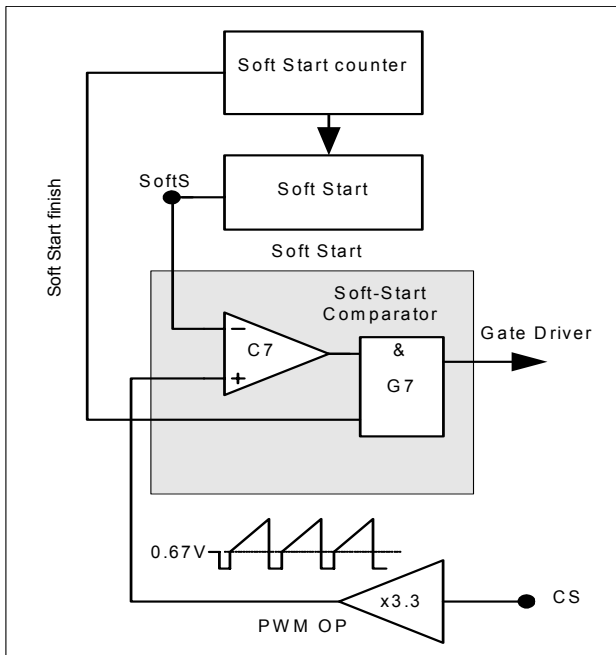 Soft Start counter
Soft Start
SoftS
Soft Start finish
Soft Start
Soft-Start
Comparator
Gate Driver
−
C7
+
&
G7
0.67V
x3.3
CS
PWM OP